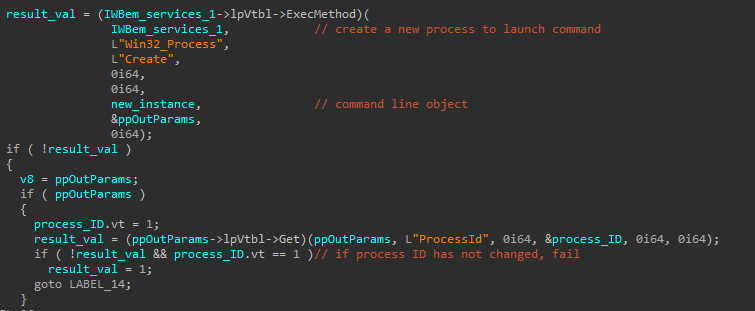 result_val = (IWBem_services_1->lpVtbl->ExecMethod)(
IWBem_services_1, // create a new process to launch command
L"Win32_Process",
L"Create",
0i64,
0i64,
new_instance, // command line object
&ppOutParams,
0i64);
if ( !result_val )
{
v8 = ppOutParams;
if ( ppOutParams )
{
process_ID.vt = 1;
result_val = (ppOutParams->lpVtbl->Get)(ppOutParams, L"ProcessId", 0i64, &process_ID, 0i64, 0i64);
if ( !result_val && process_ID.vt == 1 )// if process ID has not changed, fail
result_val = 1;
goto LABEL_14;
}